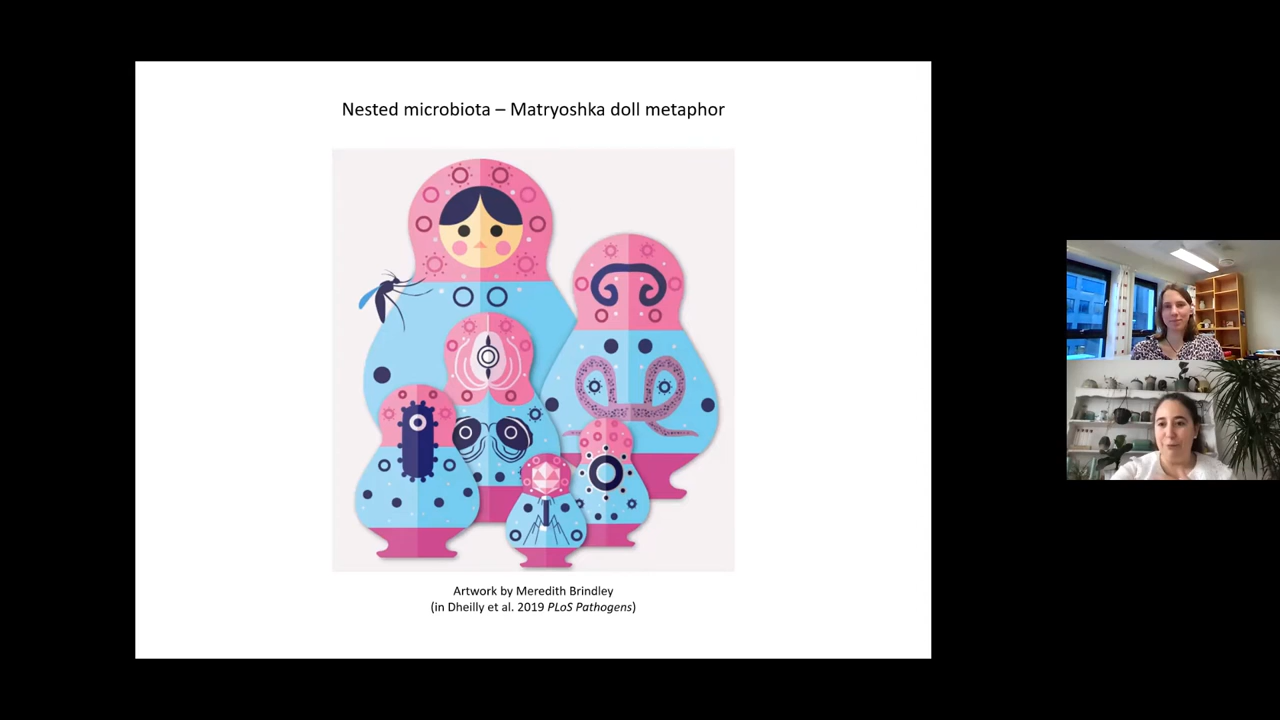 Nested microbiota – Matryoshka doll metaphor
Artwork by Meredith Brindley
(in Dheilly et al. 2019 PLoS Pathogens)